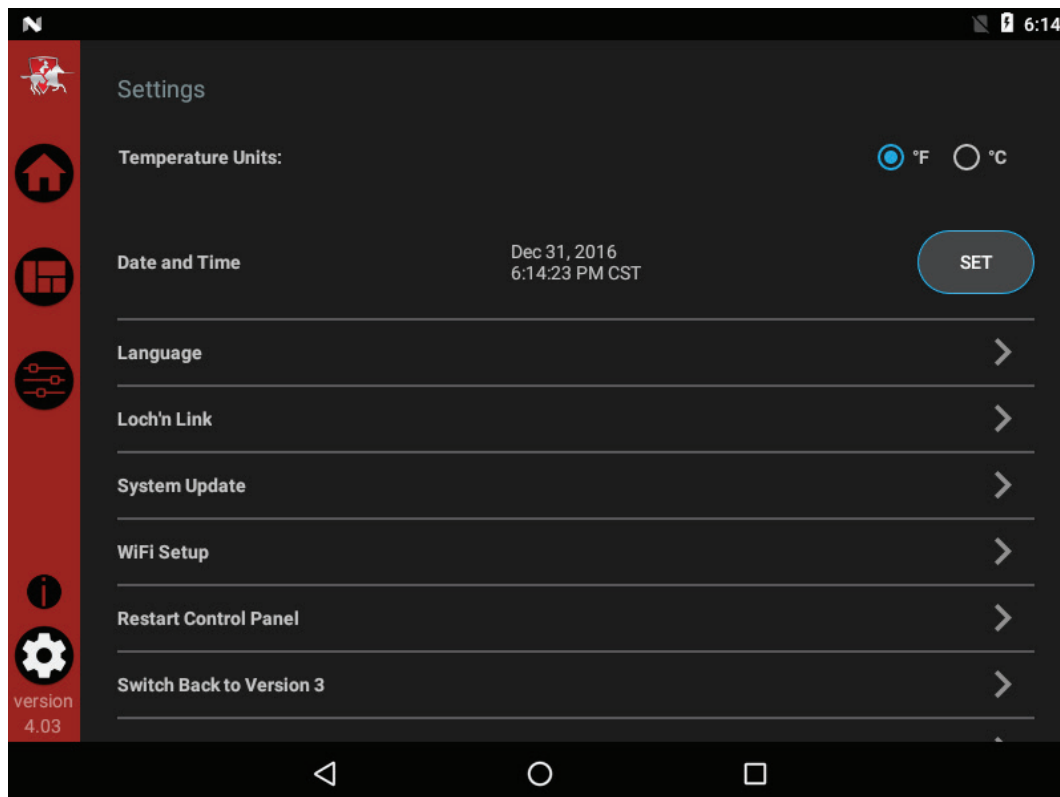 6:14
Settings
Temperature Units:
°F
°C
Date and Time
Dec 31, 2016
6:14:23 PM CST
SET
Language
Loch'n Link
System Update
WiFi Setup
Restart Control Panel
Switch Back to Version 3
i
version
4.03